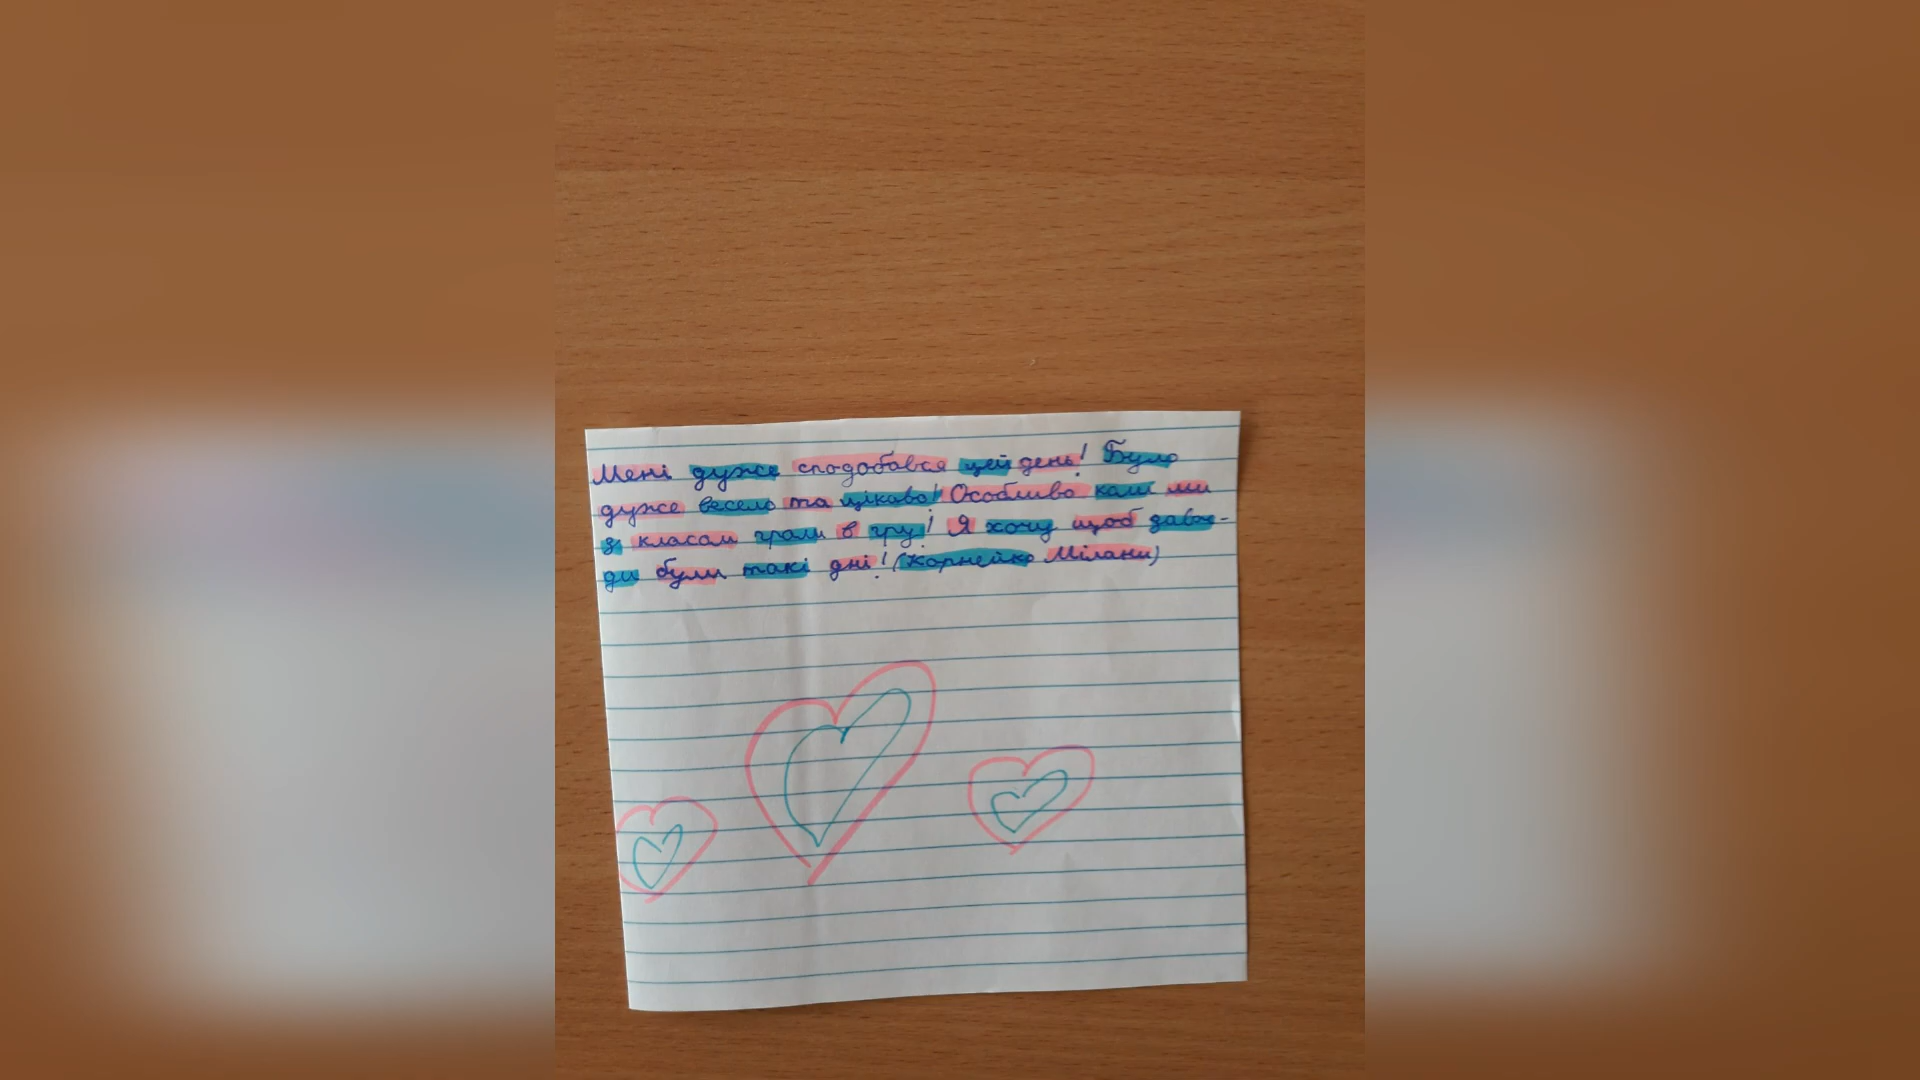 Мені дуже сподобався цей день! Було
дуже весело та цікаво! Особливо коли ми
з класом грали в гру! Я хочу щоб завж-
ди були такі дні! (Корнейко Мілани)